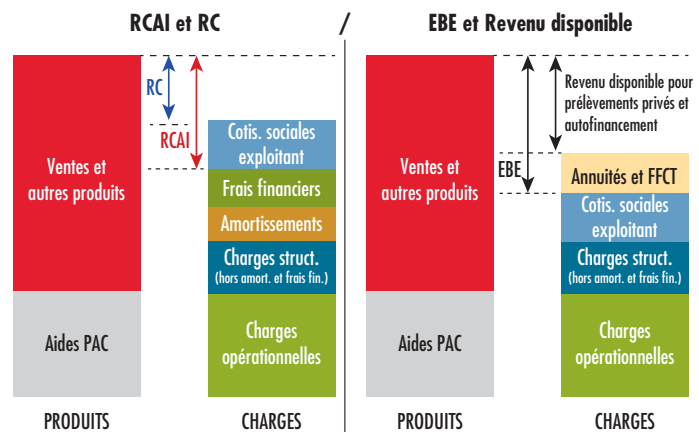 RCAI et RC
/
EBE et Revenu disponible
RC
RCAI
Ventes et
autres produits
Aides PAC
Cotis. sociales
exploitant
Frais financiers
Amortissements
Charges struct.
(hors amort. et frais fin.)
Charges
opérationnelles
PRODUITS
CHARGES
Revenu disponible pour
prélèvements privés et
autofinancement
EBE
Ventes et
autres produits
Aides PAC
Annuités et FFCT
Cotis. sociales
exploitant
Charges struct.
(hors amort. et frais fin.)
Charges
opérationnelles
PRODUITS
CHARGES